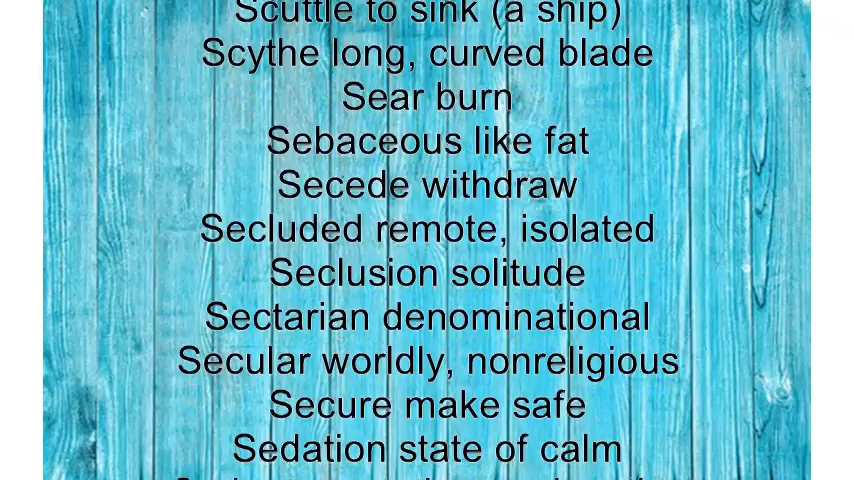 Scuttle to sink (a ship)
Scythe long, curved blade
Sear burn
Sebaceous like fat
Secede withdraw
Secluded remote, isolated
Seclusion solitude
Sectarian denominational
Secular worldly, nonreligious
Secure make safe
Sedation state of calm